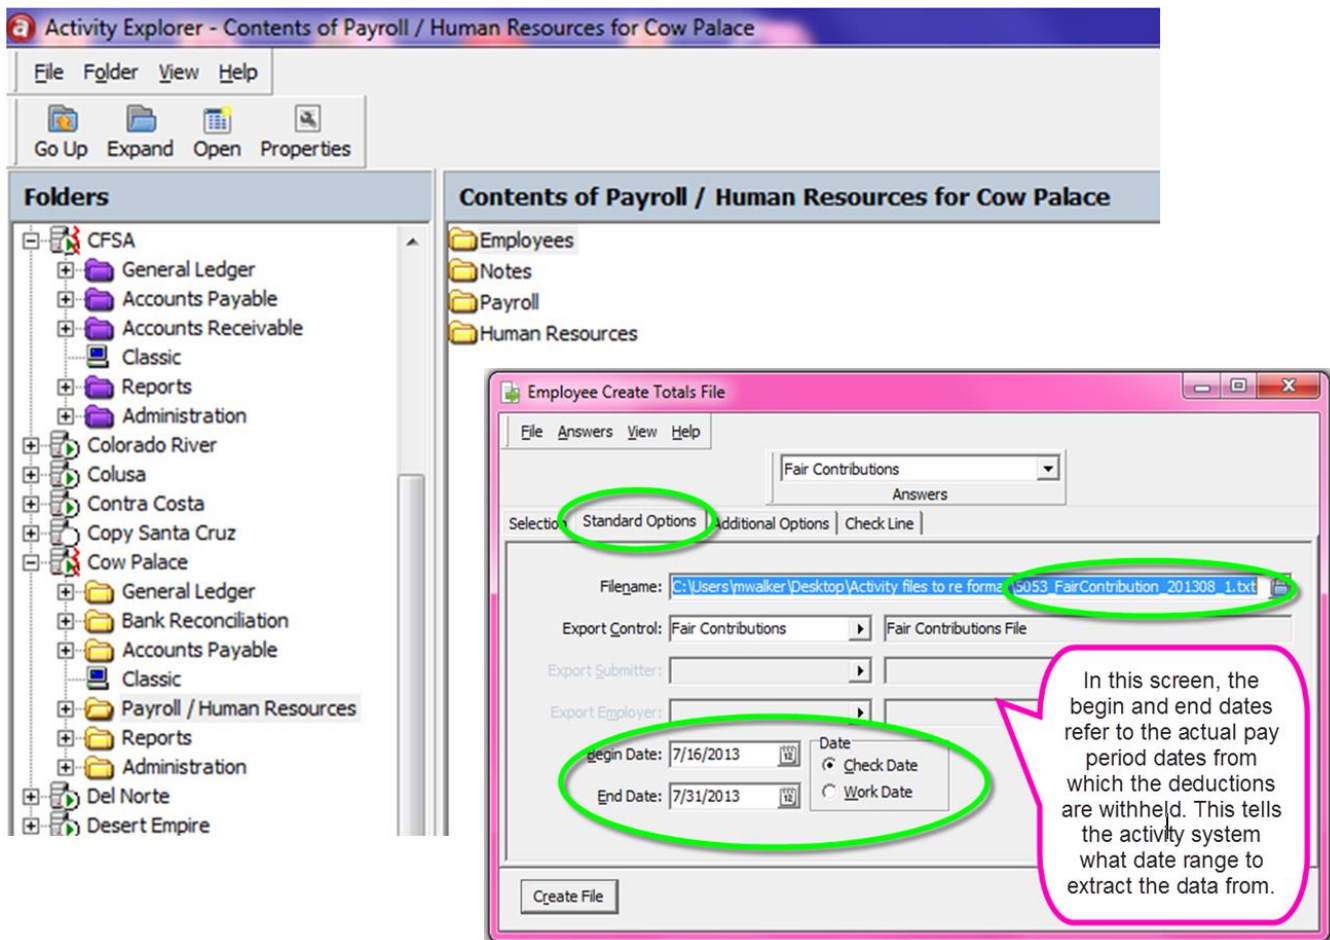 Activity Explorer - Contents of Payroll / Human Resources for Cow Palace
File Folder View Help
Go Up Expand Open Properties
Folders
CFSA
General Ledger
Accounts Payable
Accounts Receivable
Classic
Reports
Administration
Colorado River
Colusa
Contra Costa
Copy Santa Cruz
Cow Palace
General Ledger
Bank Reconciliation
Accounts Payable
Classic
Payroll / Human Resources
Reports
Administration
Del Norte
Desert Empire
Contents of Payroll / Human Resources for Cow Palace
Employees
Notes
Payroll
Human Resources
Employee Create Totals File
File Answers View Help
Fair Contributions
Answers
Selection Standard Options Additional Options Check Line
Filename: C:\Users\mwalker\Desktop\Activity files to re format\5053_FairContribution_201308_1.txt
Export Control: Fair Contributions Fair Contributions File
Export Submitter:
Export Employer:
Begin Date: 7/16/2013
End Date: 7/31/2013
Date
Check Date
Work Date
Create File
In this screen, the
begin and end dates
refer to the actual pay
period dates from
which the deductions
are withheld. This tells
the activity system
what date range to
extract the data from.